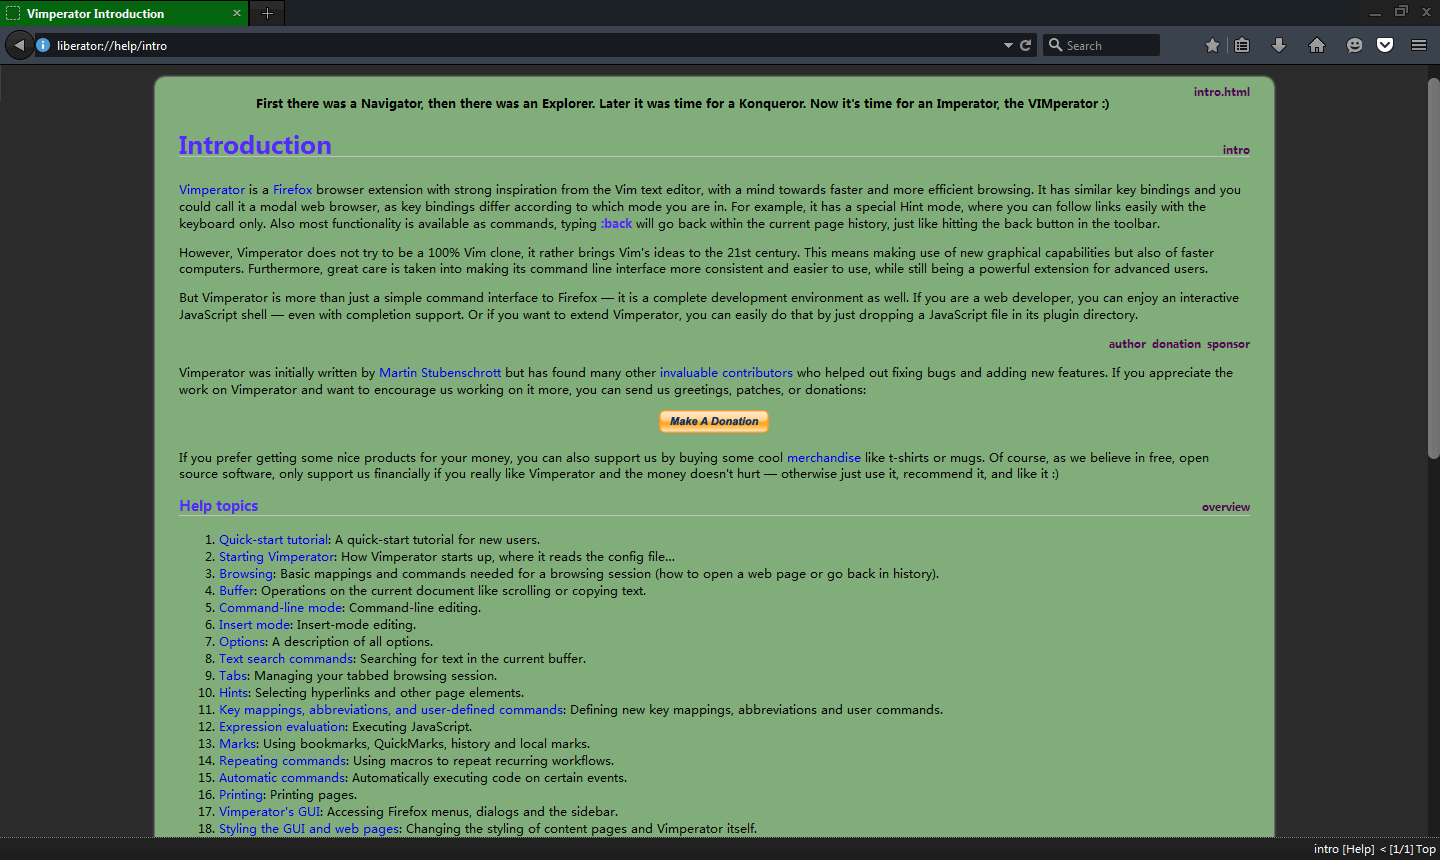 Vimperator Introduction
liberator://help/intro
Search
intro.html
First there was a Navigator, then there was an Explorer. Later it was time for a Konqueror. Now it's time for an Imperator, the VIMperator :)
Introduction
intro
Vimperator is a Firefox browser extension with strong inspiration from the Vim text editor, with a mind towards faster and more efficient browsing. It has similar key bindings and you
could call it a modal web browser, as key bindings differ according to which mode you are in. For example, it has a special Hint mode, where you can follow links easily with the
keyboard only. Also most functionality is available as commands, typing :back will go back within the current page history, just like hitting the back button in the toolbar.
However, Vimperator does not try to be a 100% Vim clone, it rather brings Vim's ideas to the 21st century. This means making use of new graphical capabilities but also of faster
computers. Furthermore, great care is taken into making its command line interface more consistent and easier to use, while still being a powerful extension for advanced users.
But Vimperator is more than just a simple command interface to Firefox — it is a complete development environment as well. If you are a web developer, you can enjoy an interactive
JavaScript shell — even with completion support. Or if you want to extend Vimperator, you can easily do that by just dropping a JavaScript file in its plugin directory.
author donation sponsor
Vimperator was initially written by Martin Stubenschrott but has found many other invaluable contributors who helped out fixing bugs and adding new features. If you appreciate the
work on Vimperator and want to encourage us working on it more, you can send us greetings, patches, or donations:
Make A Donation
If you prefer getting some nice products for your money, you can also support us by buying some cool merchandise like t-shirts or mugs. Of course, as we believe in free, open
source software, only support us financially if you really like Vimperator and the money doesn't hurt — otherwise just use it, recommend it, and like it :)
Help topics
overview
1. Quick-start tutorial: A quick-start tutorial for new users.
2. Starting Vimperator: How Vimperator starts up, where it reads the config file...
3. Browsing: Basic mappings and commands needed for a browsing session (how to open a web page or go back in history).
4. Buffer: Operations on the current document like scrolling or copying text.
5. Command-line mode: Command-line editing.
6. Insert mode: Insert-mode editing.
7. Options: A description of all options.
8. Text search commands: Searching for text in the current buffer.
9. Tabs: Managing your tabbed browsing session.
10. Hints: Selecting hyperlinks and other page elements.
11. Key mappings, abbreviations, and user-defined commands: Defining new key mappings, abbreviations and user commands.
12. Expression evaluation: Executing JavaScript.
13. Marks: Using bookmarks, QuickMarks, history and local marks.
14. Repeating commands: Using macros to repeat recurring workflows.
15. Automatic commands: Automatically executing code on certain events.
16. Printing: Printing pages.
17. Vimperator's GUI: Accessing Firefox menus, dialogs and the sidebar.
18. Styling the GUI and web pages: Changing the styling of content pages and Vimperator itself.
intro [Help] < [1/1] Top